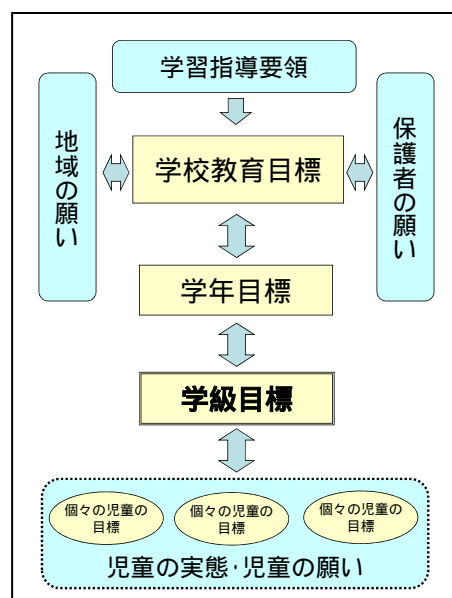 学習指導要領
地域の願い
学校教育目標
保護者の願い
学年目標
学級目標
個々の児童の
目標
個々の児童の
目標
個々の児童の
目標
児童の実態・児童の願い